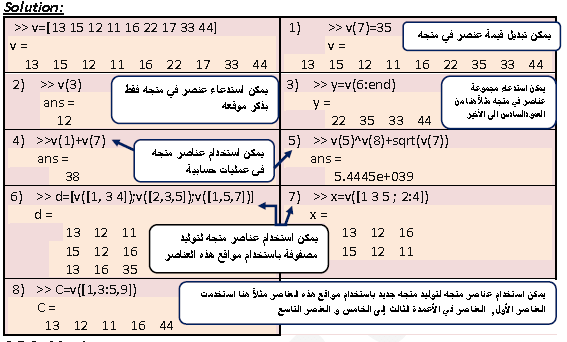 Solution:
>> v=[13 15 12 11 16 22 17 33 44]
v =
13 15 12 11 16 22 17 33 44
1) >> v(7)=35
v =
13 15 12 11 16 22 35 33 44
يمكن تبديل قيمة عنصر في متجه
2) >> v(3)
ans =
12
يمكن استدعاء عنصر في متجه فقط
بذكر موقعه
3) >> y=v(6:end)
y =
22 35 33 44
يمكن استدعاء مجموعة
عناصر في متجه مثلاً هنا من
العمود السادس الى الأخير
4) >>v(1)+v(7)
ans =
38
يمكن استخدام عناصر متجه
في عمليات حسابية
5) >> v(5)^v(8)+sqrt(v(7))
ans =
5.4445e+039
6) >> d=[v([1, 3 4]);v([2,3,5]);v([1,5,7])]
d =
13 12 11
15 12 16
13 16 35
يمكن استخدام عناصر متجه لتوليد
مصفوفة باستخدام مواقع هذه العناصر
7) >> x=v([1 3 5 ; 2:4])
x =
13 12 16
15 12 11
8) >> C=v([1,3:5,9])
C =
13 12 11 16 44
يمكن استخدام عناصر متجه لتوليد متجه جديد باستخدام مواقع هذه العناصر مثلاً هنا استخدمت
العنصر الأول, العناصر في الأعمدة الثالث إلى الخامس و العنصر التاسع